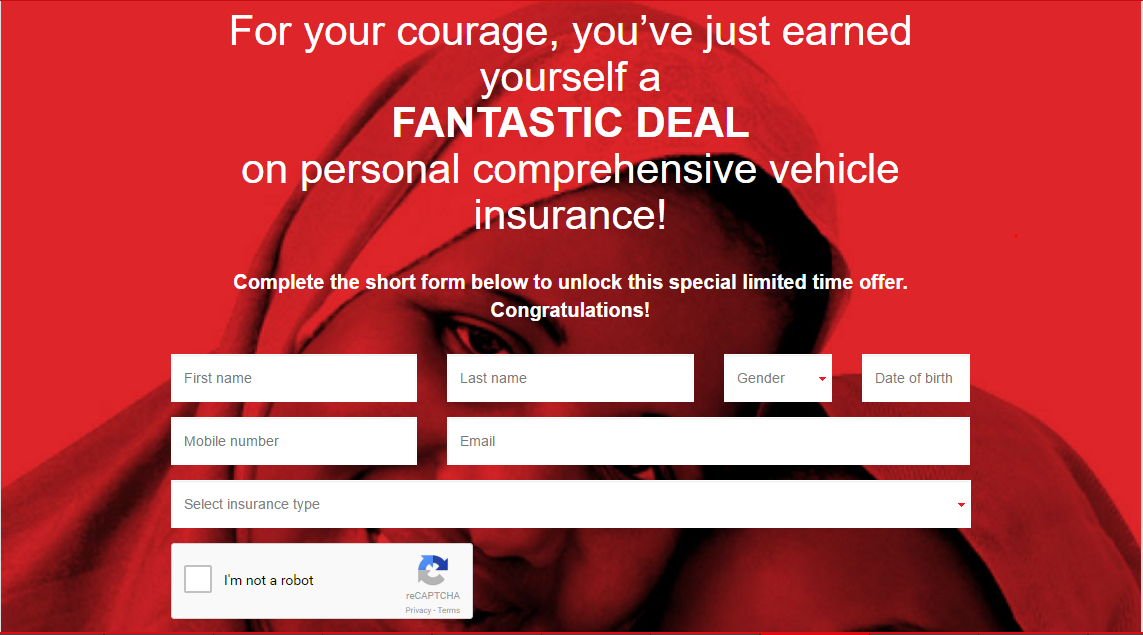 For your courage, you’ve just earned
yourself a
FANTASTIC DEAL
on personal comprehensive vehicle
insurance!
Complete the short form below to unlock this special limited time offer.
Congratulations!
First name
Last name
Gender
Date of birth
Mobile number
Email
Select insurance type
I'm not a robot
reCAPTCHA
Privacy - Terms